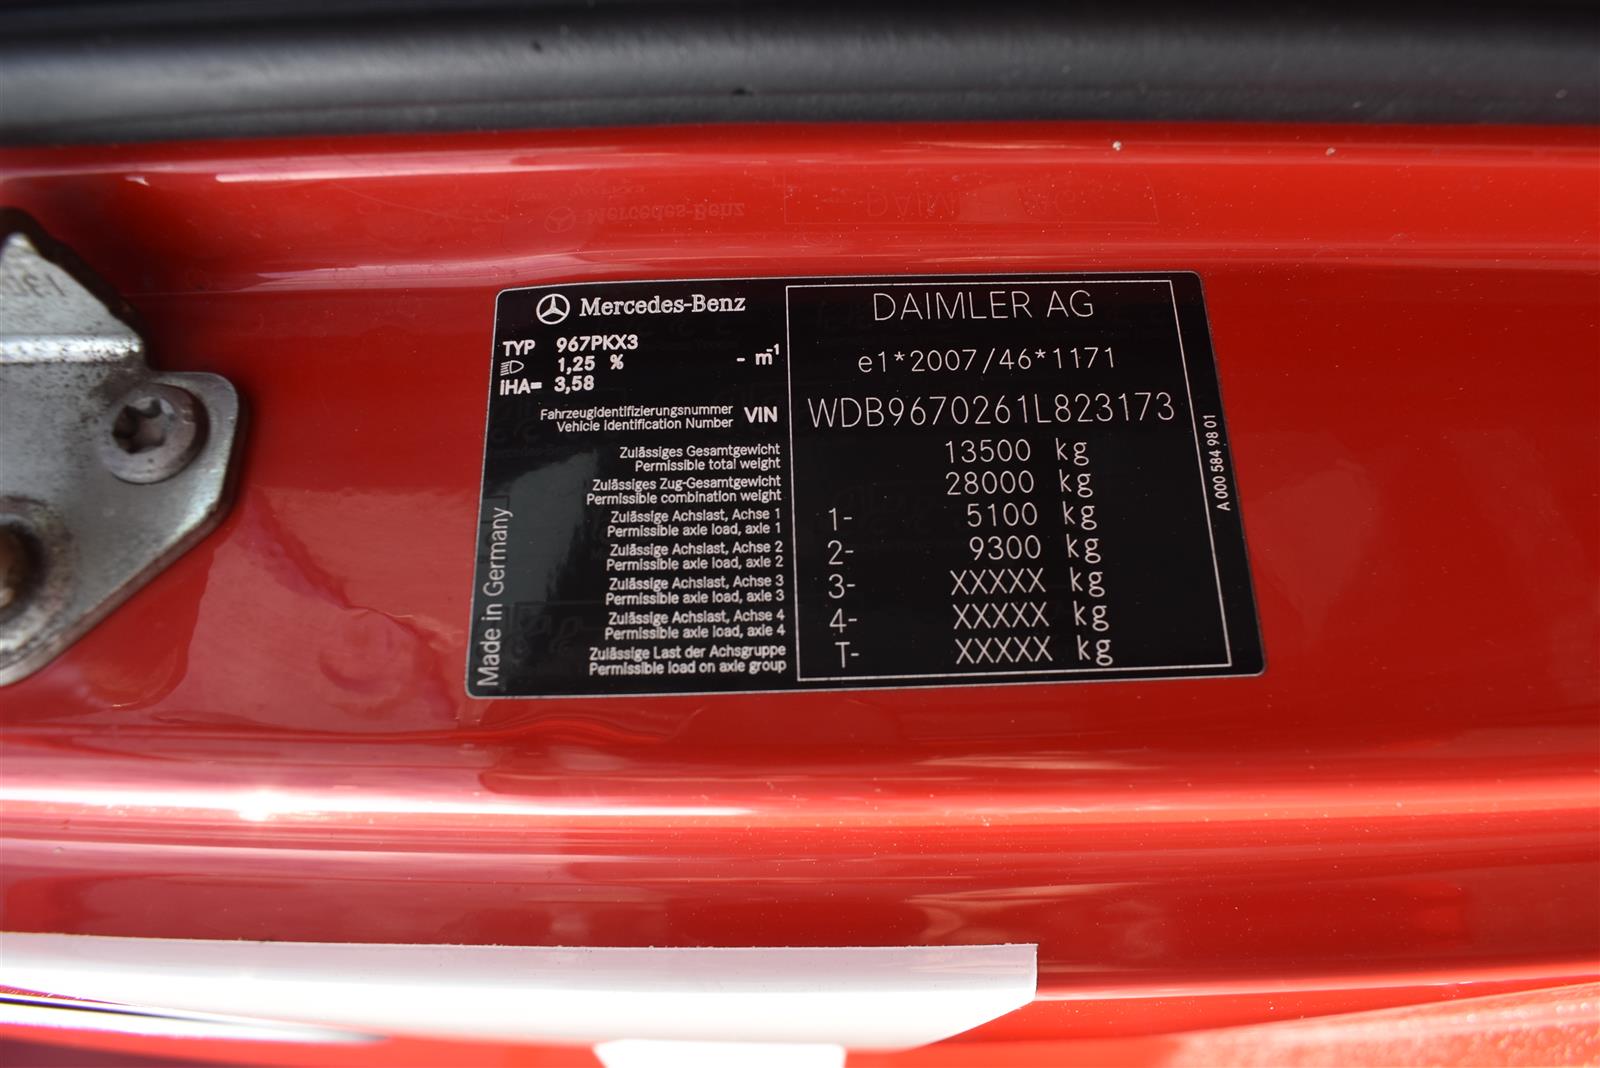 Mercedes-Benz
TYP 967PKX3
1,25 % - m⁻¹
iHA= 3,58
Fahrzeugidentifizierungsnummer
Vehicle Identification Number VIN
Zulässiges Gesamtgewicht
Permissible total weight
Zulässiges Zug-Gesamtgewicht
Permissible combination weight
Zulässige Achslast, Achse 1
Permissible axle load, axle 1
Zulässige Achslast, Achse 2
Permissible axle load, axle 2
Zulässige Achslast, Achse 3
Permissible axle load, axle 3
Zulässige Achslast, Achse 4
Permissible axle load, axle 4
Zulässige Last der Achsgruppe
Permissible load on axle group
Made in Germany
DAIMLER AG
e1*2007/46*1171
WDB9670261L823173
13500 kg
28000 kg
1- 5100 kg
2- 9300 kg
3- XXXXX kg
4- XXXXX kg
T- XXXXX kg
A 000 584 98 01